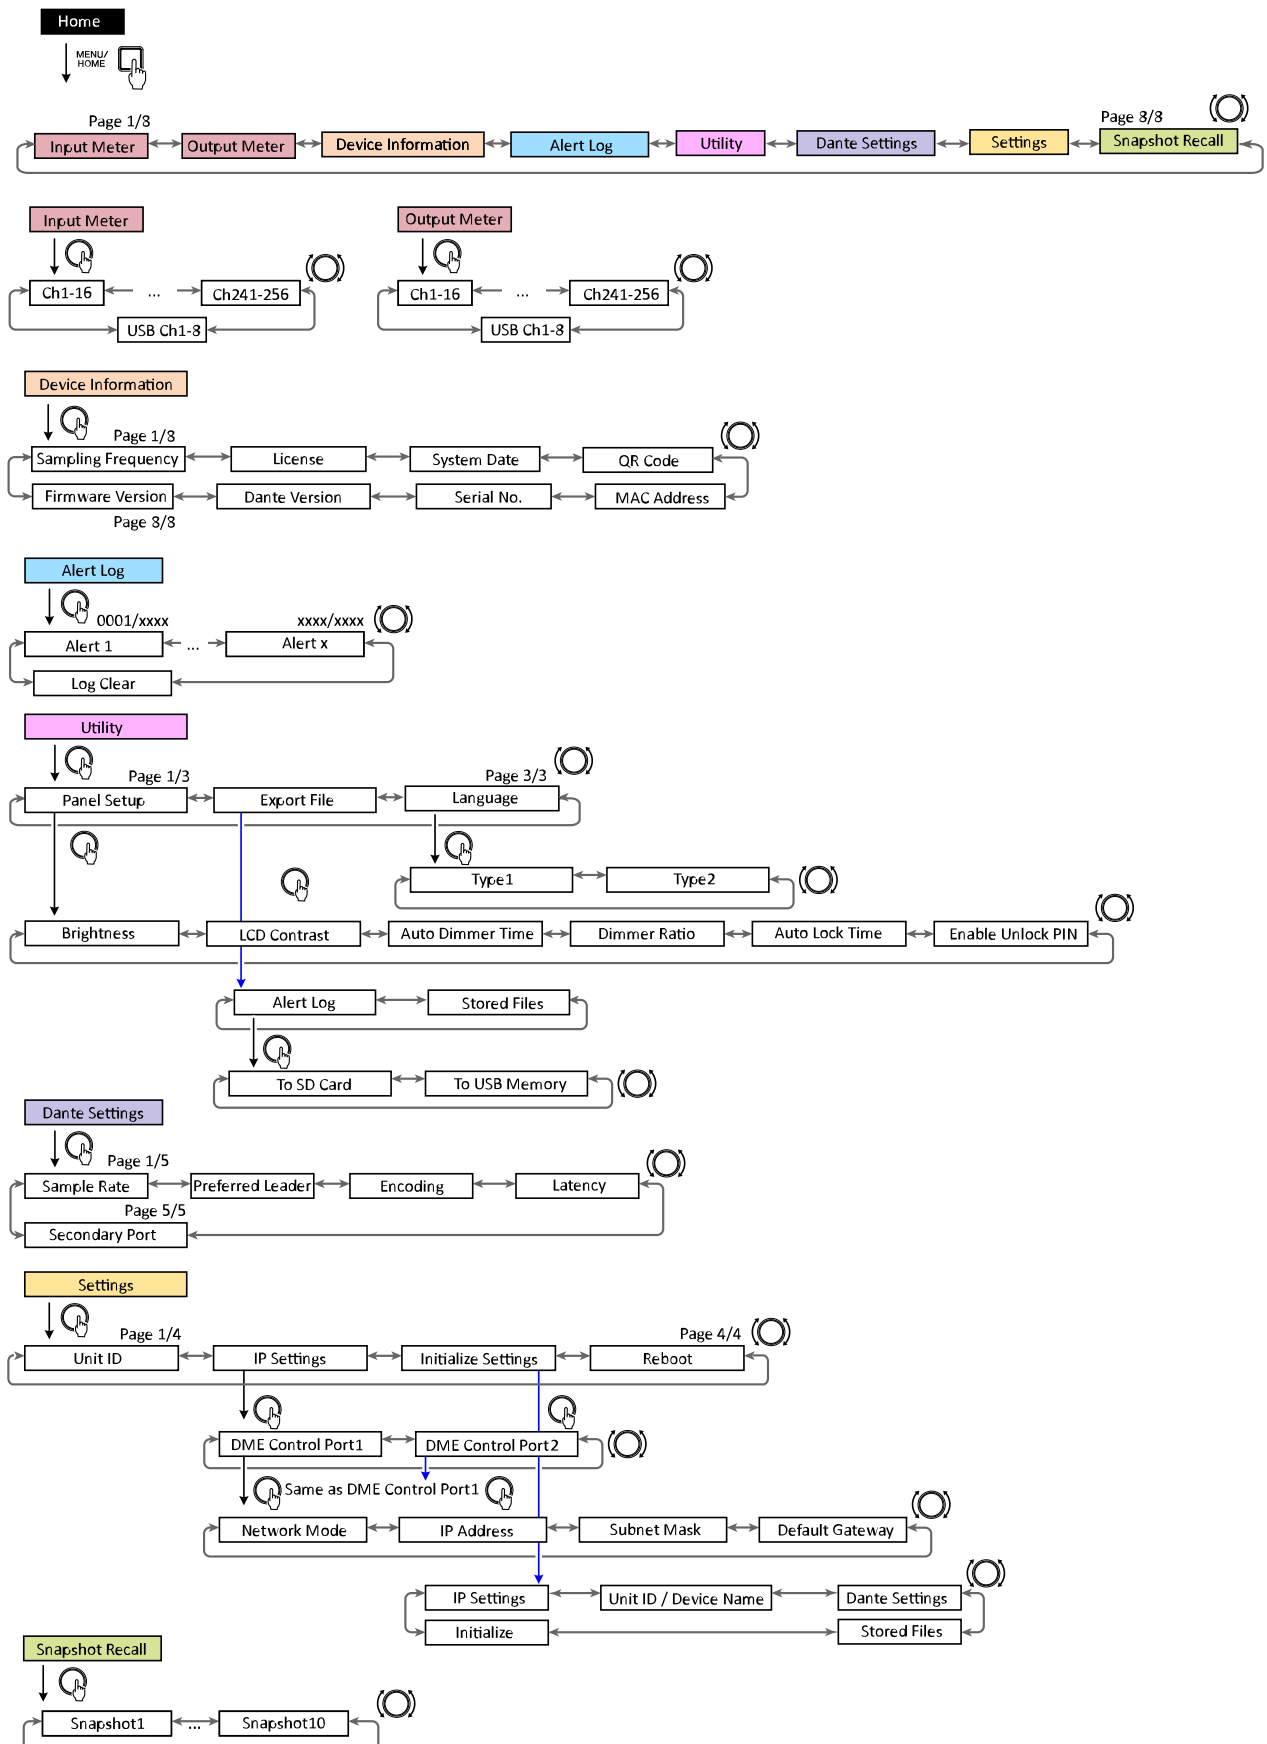 Home
MENU/
HOME
Page 1/8
Page 8/8
Input Meter
Output Meter
Device Information
Alert Log
Utility
Dante Settings
Settings
Snapshot Recall
Input Meter
Output Meter
Ch1-16
...
Ch241-256
Ch1-16
...
Ch241-256
USB Ch1-8
USB Ch1-8
Device Information
Page 1/8
Sampling Frequency
License
System Date
QR Code
Firmware Version
Dante Version
Serial No.
MAC Address
Page 8/8
Alert Log
0001/xxxx
xxxx/xxxx
Alert 1
...
Alert x
Log Clear
Utility
Page 1/3
Page 3/3
Panel Setup
Export File
Language
Type1
Type2
Brightness
LCD Contrast
Auto Dimmer Time
Dimmer Ratio
Auto Lock Time
Enable Unlock PIN
Alert Log
Stored Files
To SD Card
To USB Memory
Dante Settings
Page 1/5
Sample Rate
Preferred Leader
Encoding
Latency
Page 5/5
Secondary Port
Settings
Page 1/4
Page 4/4
Unit ID
IP Settings
Initialize Settings
Reboot
DME Control Port1
DME Control Port2
Same as DME Control Port1
Network Mode
IP Address
Subnet Mask
Default Gateway
IP Settings
Unit ID / Device Name
Dante Settings
Initialize
Stored Files
Snapshot Recall
Snapshot1
...
Snapshot10